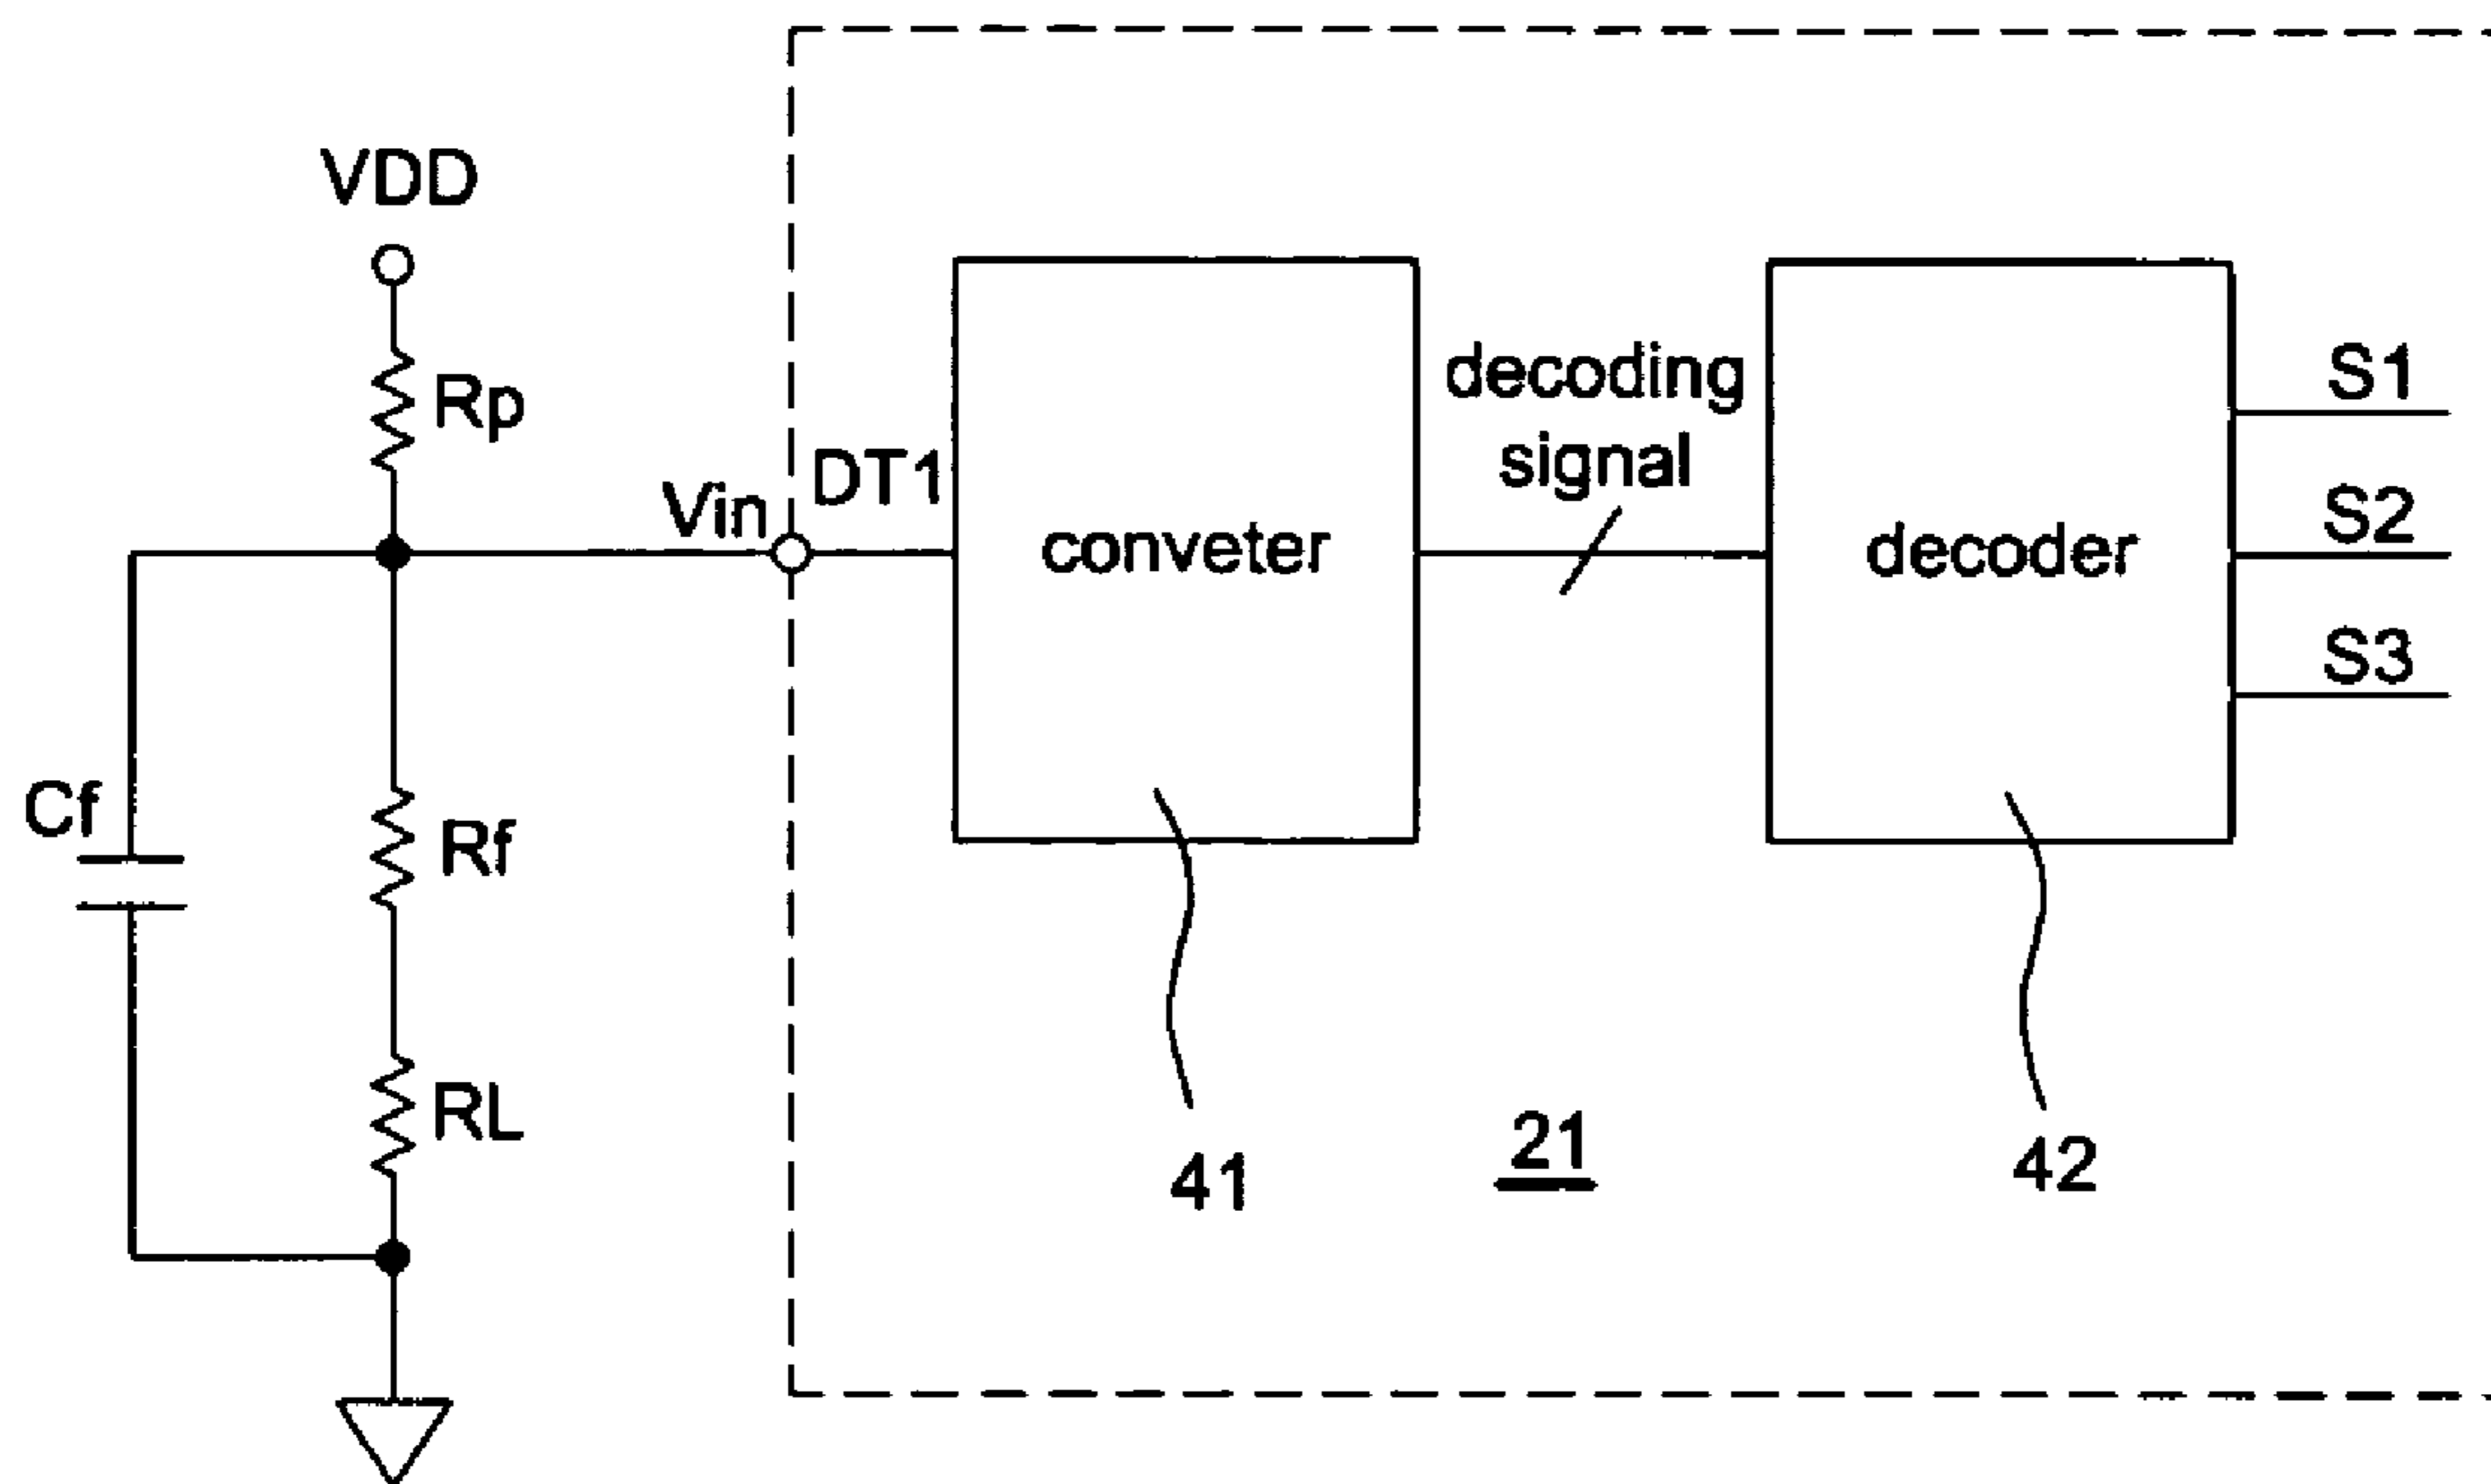 VDD
Rp
Vin
DT1
conveter
decoding
signal
decoder
S1
S2
S3
Cf
Rf
RL
41
21
42